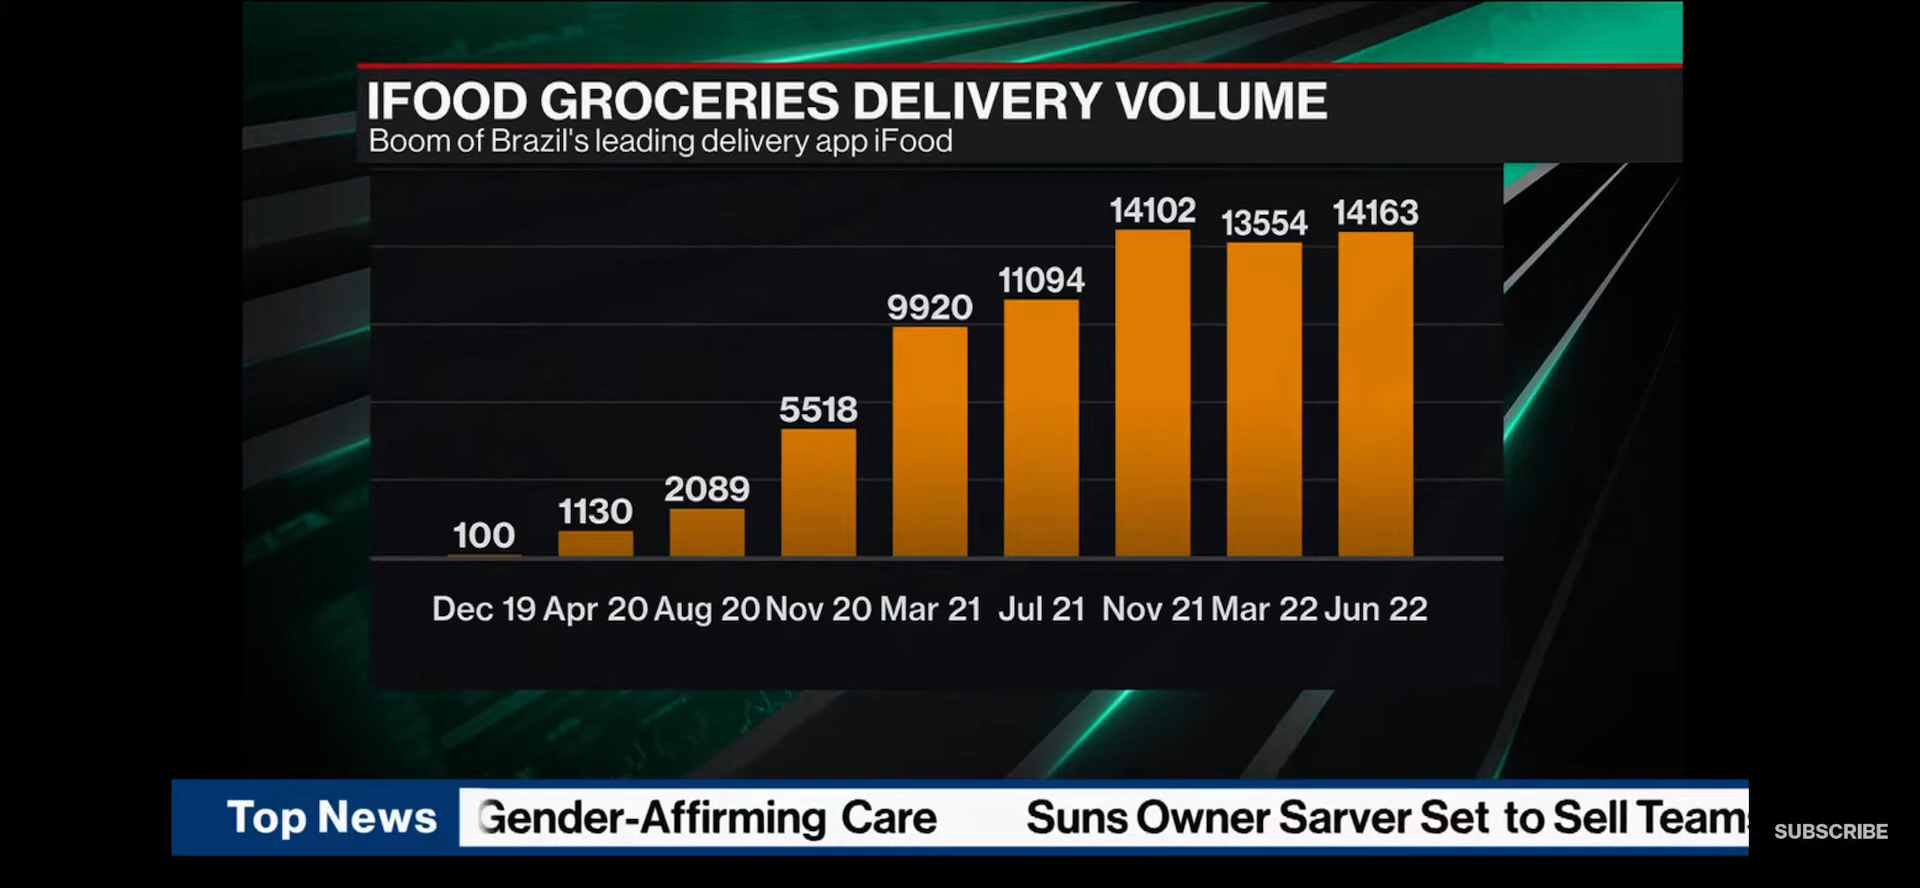 IFOOD GROCERIES DELIVERY VOLUME
Boom of Brazil's leading delivery app iFood
14102 13554 14163
11094
9920
5518
2089
1130
100
Dec 19 Apr 20 Aug 20 Nov 20 Mar 21 Jul 21 Nov 21 Mar 22 Jun 22
Top News Gender-Affirming Care Suns Owner Sarver Set to Sell Teams
SUBSCRIBE